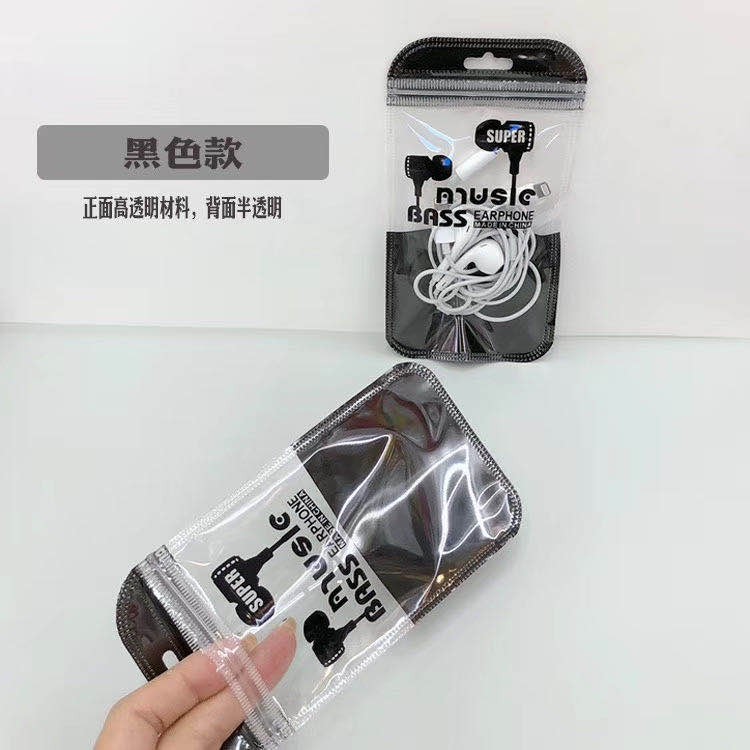 黑色款
正面高透明材料，背面半透明
SUPER
music
BASS EARPHONE
MADE IN CHINA
SUPER
music
BASS EARPHONE
MADE IN CHINA